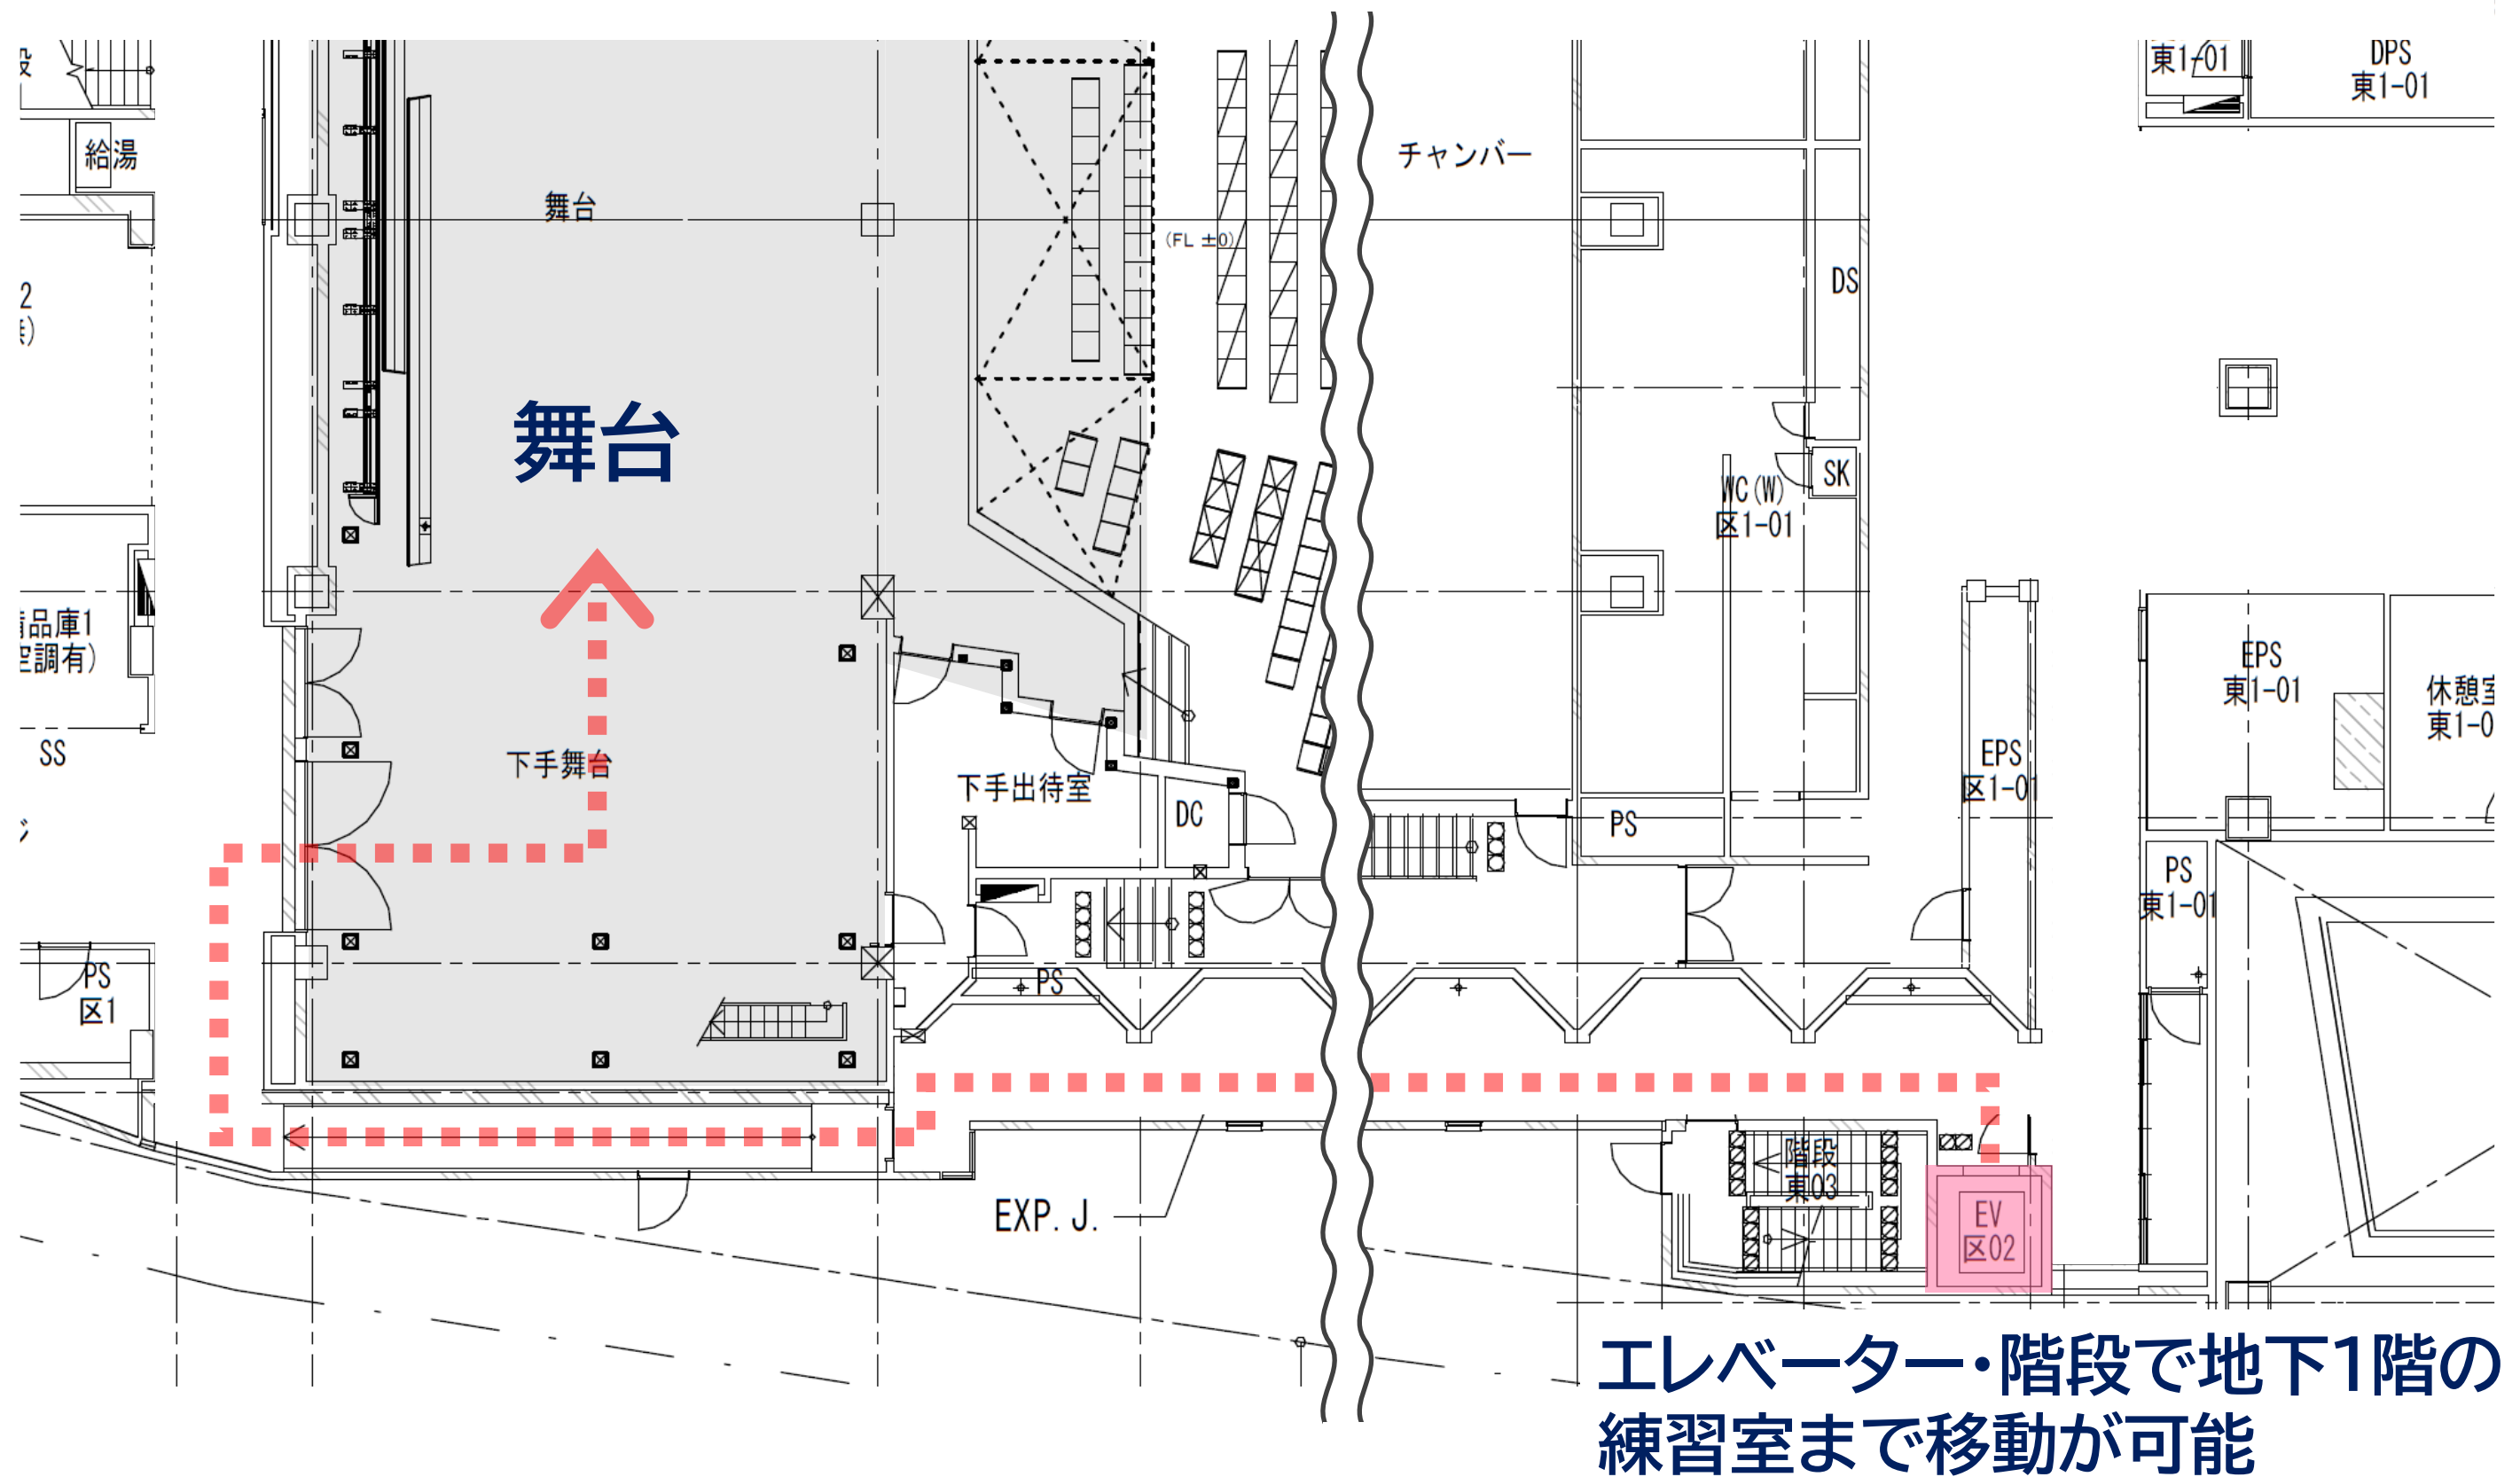 東1-01
DPS
東1-01
給湯
チャンバー
舞台
(FL ±0)
DS
2
舞台
SK
WC(W)
区1-01
品庫1
調有)
EPS
東1-01
東1-0
SS
下手舞台
EPS
区1-01
下手出待室
DC
PS
PS
東1-01
PS
区1
PS
階段
東03
EXP. J.
EV
区02
エレベーター・階段で地下1階の
練習室まで移動が可能